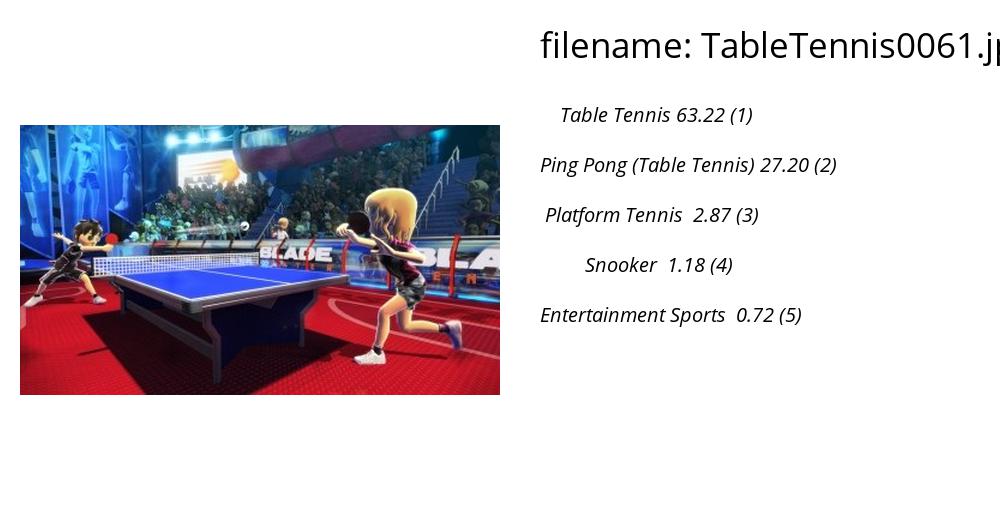 filename: TableTennis0061.jp
Table Tennis 63.22 (1)
Ping Pong (Table Tennis) 27.20 (2)
Platform Tennis 2.87 (3)
Snooker 1.18 (4)
Entertainment Sports 0.72 (5)
BLADE
BLA